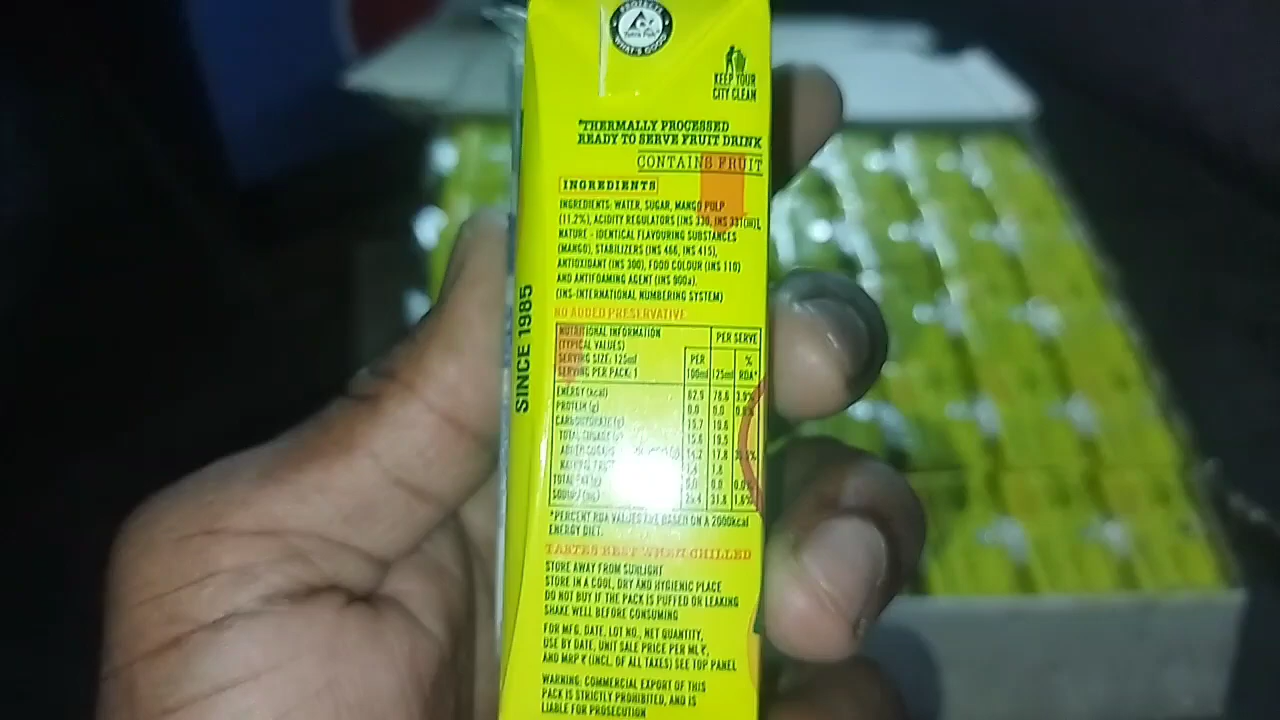 PROTECTS
Tetra Pak
WHAT'S GOOD
KEEP YOUR
CITY CLEAN
*THERMALLY PROCESSED
READY TO SERVE FRUIT DRINK
CONTAINS FRUIT
INGREDIENTS
INGREDIENTS: WATER, SUGAR, MANGO PULP
(11.2%), ACIDITY REGULATORS [INS 330, INS 331(iii)],
NATURE - IDENTICAL FLAVOURING SUBSTANCES
(MANGO), STABILIZERS (INS 466, INS 415),
ANTIOXIDANT (INS 300), FOOD COLOUR (INS 110)
AND ANTIFOAMING AGENT (INS 900a).
(INS-INTERNATIONAL NUMBERING SYSTEM)
NO ADDED PRESERVATIVE
SINCE 1985
NUTRITIONAL INFORMATION
(TYPICAL VALUES)
SERVING SIZE: 125ml
SERVING PER PACK: 1
PER SERVE
PER 100ml 125ml % RDA*
ENERGY (kcal) 62.9 78.6 3.9%
PROTEIN (g) 0.0 0.0
CARBOHYDRATE (g) 15.7 19.6
TOTAL SUGARS 15.6 19.5
ADDED SUGARS 14.2 17.8
NATURAL FRUIT 1.8
TOTAL FAT (g) 0.0 0.0 0.0%
SODIUM (mg) 31.8 1.6%
*PERCENT RDA VALUES ARE BASED ON A 2000kcal
ENERGY DIET.
TASTES BEST WHEN CHILLED
STORE AWAY FROM SUNLIGHT
STORE IN A COOL, DRY AND HYGIENIC PLACE
DO NOT BUY IF THE PACK IS PUFFED OR LEAKING
SHAKE WELL BEFORE CONSUMING
FOR MFG. DATE, LOT NO., NET QUANTITY,
USE BY DATE, UNIT SALE PRICE PER ML ₹,
AND MRP ₹ (INCL. OF ALL TAXES) SEE TOP PANEL
WARNING: COMMERCIAL EXPORT OF THIS
PACK IS STRICTLY PROHIBITED, AND IS
LIABLE FOR PROSECUTION